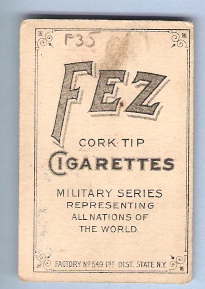 F35
FEZ
CORK TIP
CIGARETTES
MILITARY SERIES
REPRESENTING
ALL NATIONS OF
THE WORLD.
FACTORY Nº 649 1ST DIST. STATE N.Y.